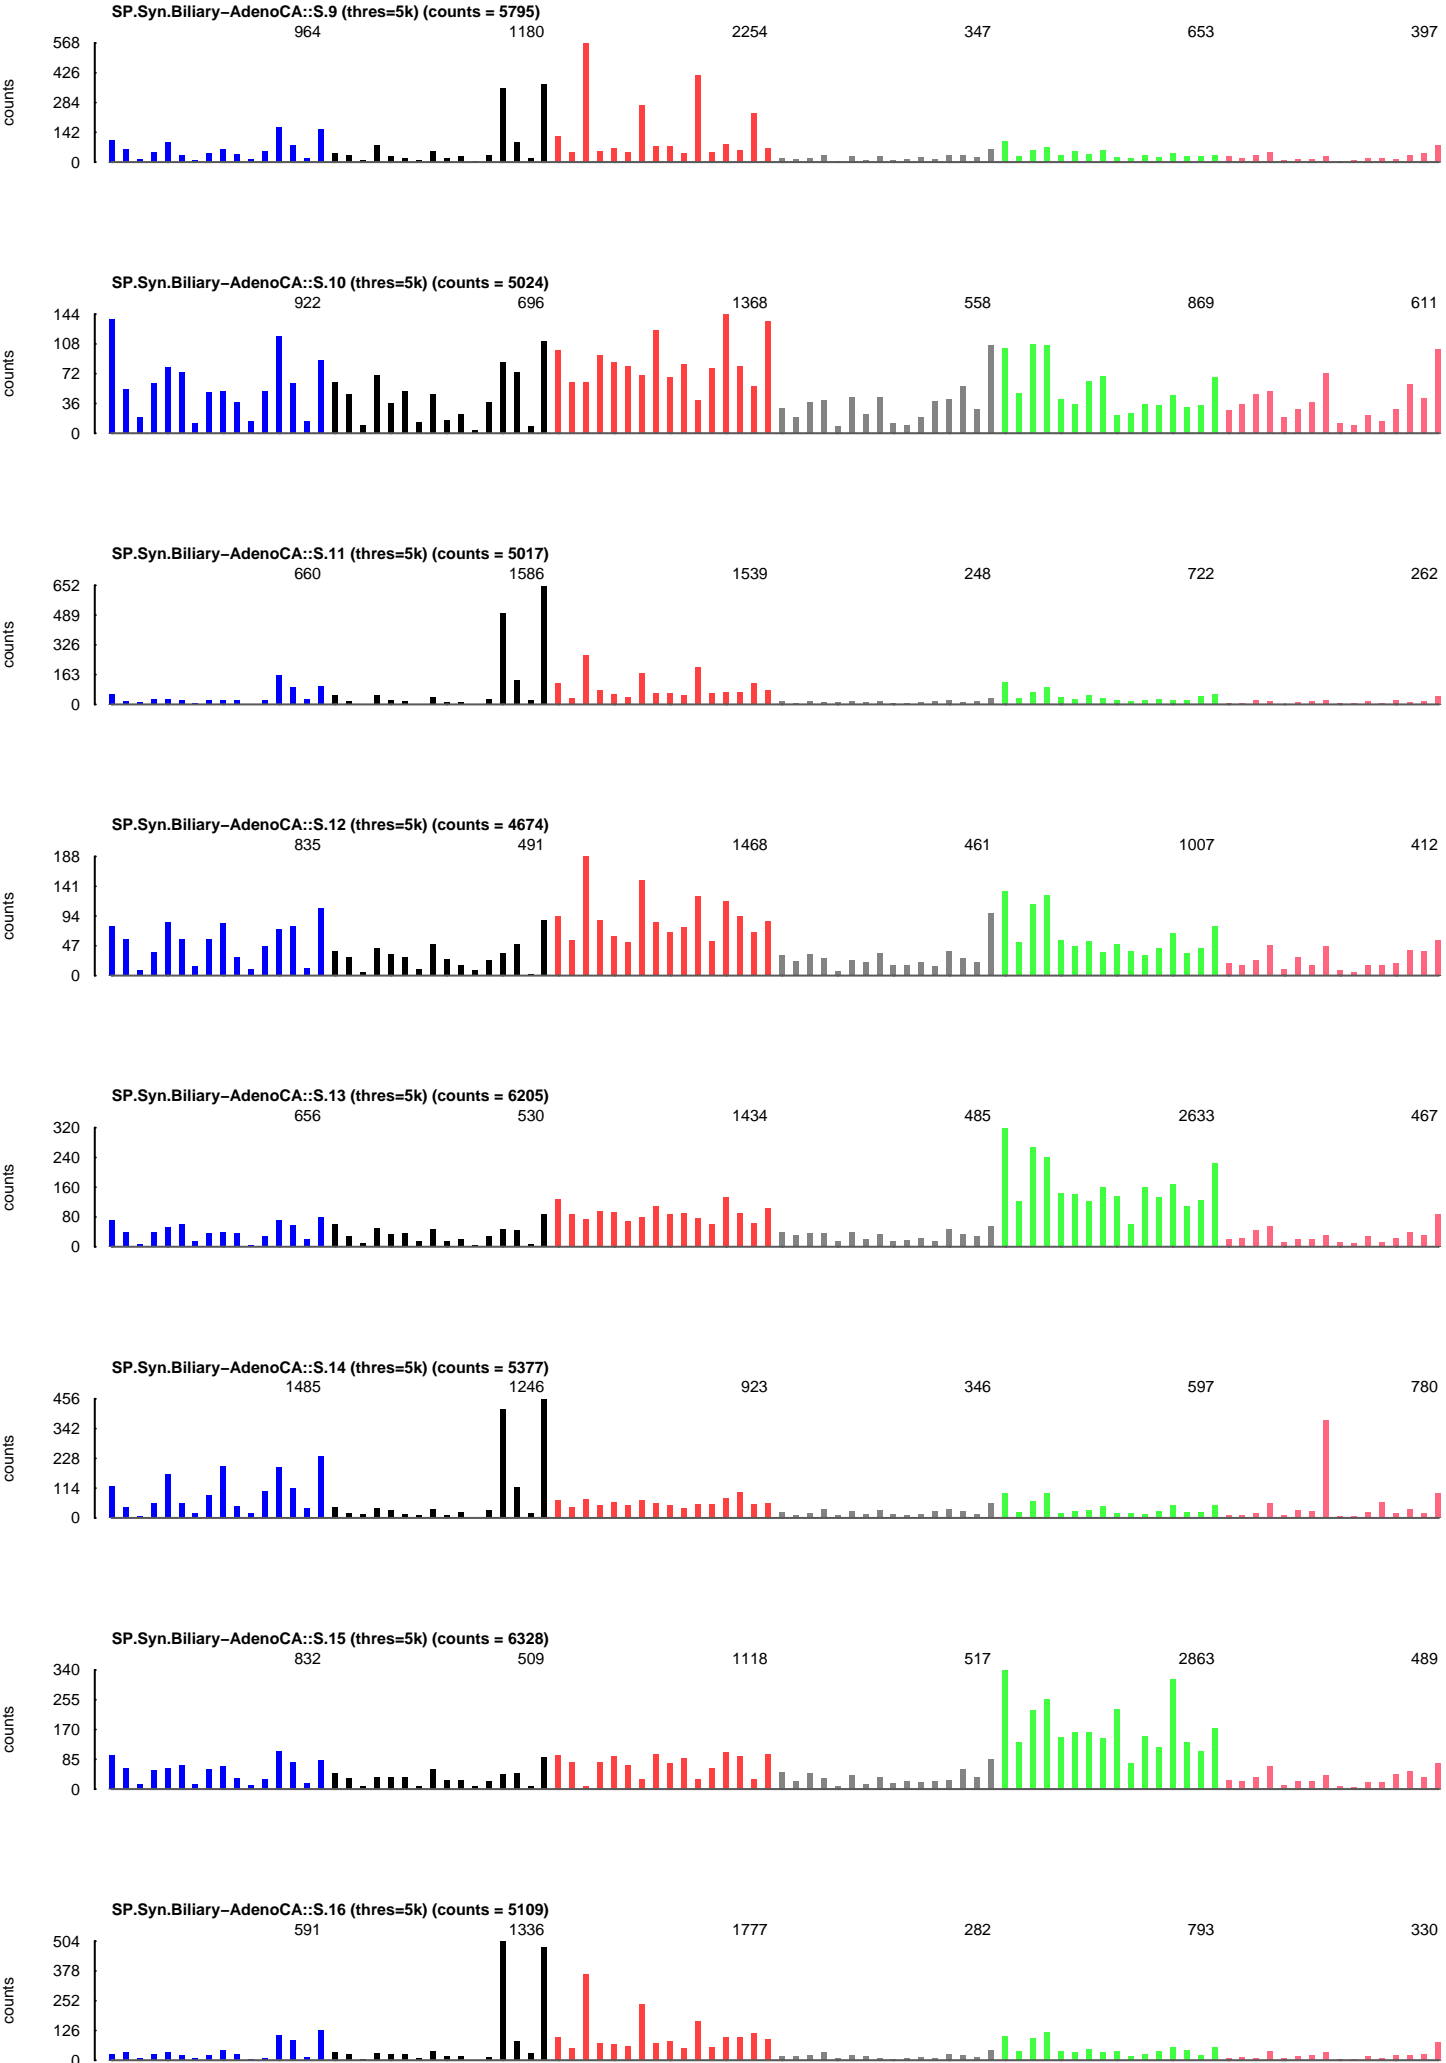 SP.Syn.Biliary−AdenoCA::S.9 (thres=5k) (counts = 5795)
964 1180 2254 347 653 397
568
426
284
142
0
counts
SP.Syn.Biliary−AdenoCA::S.10 (thres=5k) (counts = 5024)
922 696 1368 558 869 611
144
108
72
36
0
counts
SP.Syn.Biliary−AdenoCA::S.11 (thres=5k) (counts = 5017)
660 1586 1539 248 722 262
652
489
326
163
0
counts
SP.Syn.Biliary−AdenoCA::S.12 (thres=5k) (counts = 4674)
835 491 1468 461 1007 412
188
141
94
47
0
counts
SP.Syn.Biliary−AdenoCA::S.13 (thres=5k) (counts = 6205)
656 530 1434 485 2633 467
320
240
160
80
0
counts
SP.Syn.Biliary−AdenoCA::S.14 (thres=5k) (counts = 5377)
1485 1246 923 346 597 780
456
342
228
114
0
counts
SP.Syn.Biliary−AdenoCA::S.15 (thres=5k) (counts = 6328)
832 509 1118 517 2863 489
340
255
170
85
0
counts
SP.Syn.Biliary−AdenoCA::S.16 (thres=5k) (counts = 5109)
591 1336 1777 282 793 330
504
378
252
126
0
counts